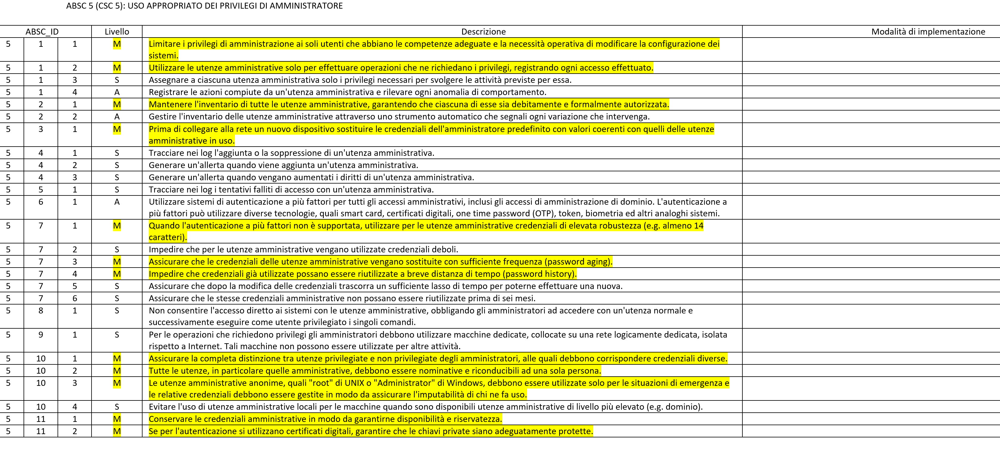 ABSC 5 (CSC 5): USO APPROPRIATO DEI PRIVILEGI DI AMMINISTRATORE
ABSC_ID Livello Descrizione Modalità di implementazione
5 1 1 M Limitare i privilegi di amministrazione ai soli utenti che abbiano le competenze adeguate e la necessità operativa di modificare la configurazione dei
sistemi.
5 1 2 M Utilizzare le utenze amministrative solo per effettuare operazioni che ne richiedano i privilegi, registrando ogni accesso effettuato.
5 1 3 S Assegnare a ciascuna utenza amministrativa solo i privilegi necessari per svolgere le attività previste per essa.
5 1 4 A Registrare le azioni compiute da un'utenza amministrativa e rilevare ogni anomalia di comportamento.
5 2 1 M Mantenere l'inventario di tutte le utenze amministrative, garantendo che ciascuna di esse sia debitamente e formalmente autorizzata.
5 2 2 A Gestire l'inventario delle utenze amministrative attraverso uno strumento automatico che segnali ogni variazione che intervenga.
5 3 1 M Prima di collegare alla rete un nuovo dispositivo sostituire le credenziali dell'amministratore predefinito con valori coerenti con quelli delle utenze
amministrative in uso.
5 4 1 S Tracciare nei log l'aggiunta o la soppressione di un'utenza amministrativa.
5 4 2 S Generare un'allerta quando viene aggiunta un'utenza amministrativa.
5 4 3 S Generare un'allerta quando vengano aumentati i diritti di un'utenza amministrativa.
5 5 1 S Tracciare nei log i tentativi falliti di accesso con un'utenza amministrativa.
5 6 1 A Utilizzare sistemi di autenticazione a più fattori per tutti gli accessi amministrativi, inclusi gli accessi di amministrazione di dominio. L'autenticazione a
più fattori può utilizzare diverse tecnologie, quali smart card, certificati digitali, one time password (OTP), token, biometria ed altri analoghi sistemi.
5 7 1 M Quando l'autenticazione a più fattori non è supportata, utilizzare per le utenze amministrative credenziali di elevata robustezza (e.g. almeno 14
caratteri).
5 7 2 S Impedire che per le utenze amministrative vengano utilizzate credenziali deboli.
5 7 3 M Assicurare che le credenziali delle utenze amministrative vengano sostituite con sufficiente frequenza (password aging).
5 7 4 M Impedire che credenziali già utilizzate possano essere riutilizzate a breve distanza di tempo (password history).
5 7 5 S Assicurare che dopo la modifica delle credenziali trascorra un sufficiente lasso di tempo per poterne effettuare una nuova.
5 7 6 S Assicurare che le stesse credenziali amministrative non possano essere riutilizzate prima di sei mesi.
5 8 1 S Non consentire l'accesso diretto ai sistemi con le utenze amministrative, obbligando gli amministratori ad accedere con un'utenza normale e
successivamente eseguire come utente privilegiato i singoli comandi.
5 9 1 S Per le operazioni che richiedono privilegi gli amministratori debbono utilizzare macchine dedicate, collocate su una rete logicamente dedicata, isolata
rispetto a Internet. Tali macchine non possono essere utilizzate per altre attività.
5 10 1 M Assicurare la completa distinzione tra utenze privilegiate e non privilegiate degli amministratori, alle quali debbono corrispondere credenziali diverse.
5 10 2 M Tutte le utenze, in particolare quelle amministrative, debbono essere nominative e riconducibili ad una sola persona.
5 10 3 M Le utenze amministrative anonime, quali "root" di UNIX o "Administrator" di Windows, debbono essere utilizzate solo per le situazioni di emergenza e
le relative credenziali debbono essere gestite in modo da assicurare l'imputabilità di chi ne fa uso.
5 10 4 S Evitare l'uso di utenze amministrative locali per le macchine quando sono disponibili utenze amministrative di livello più elevato (e.g. dominio).
5 11 1 M Conservare le credenziali amministrative in modo da garantirne disponibilità e riservatezza.
5 11 2 M Se per l'autenticazione si utilizzano certificati digitali, garantire che le chiavi private siano adeguatamente protette.